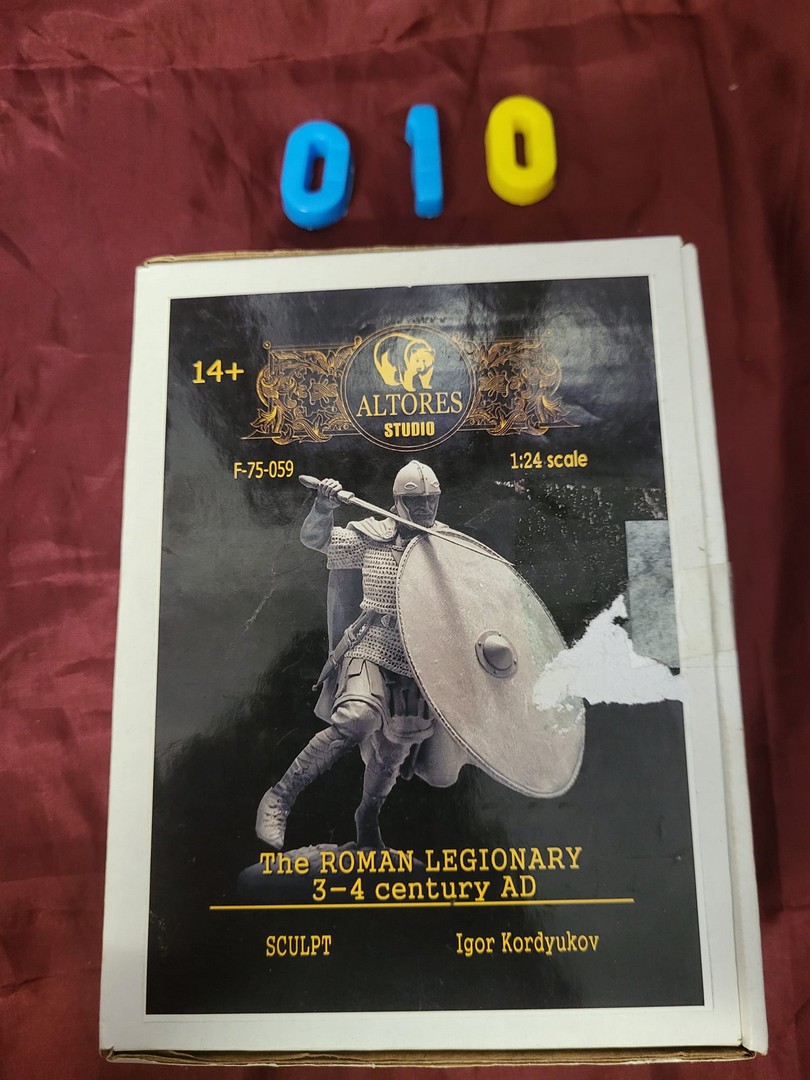 010
14+
ALTORES
STUDIO
F-75-059
1:24 scale
The ROMAN LEGIONARY
3-4 century AD
SCULPT
Igor Kordyukov